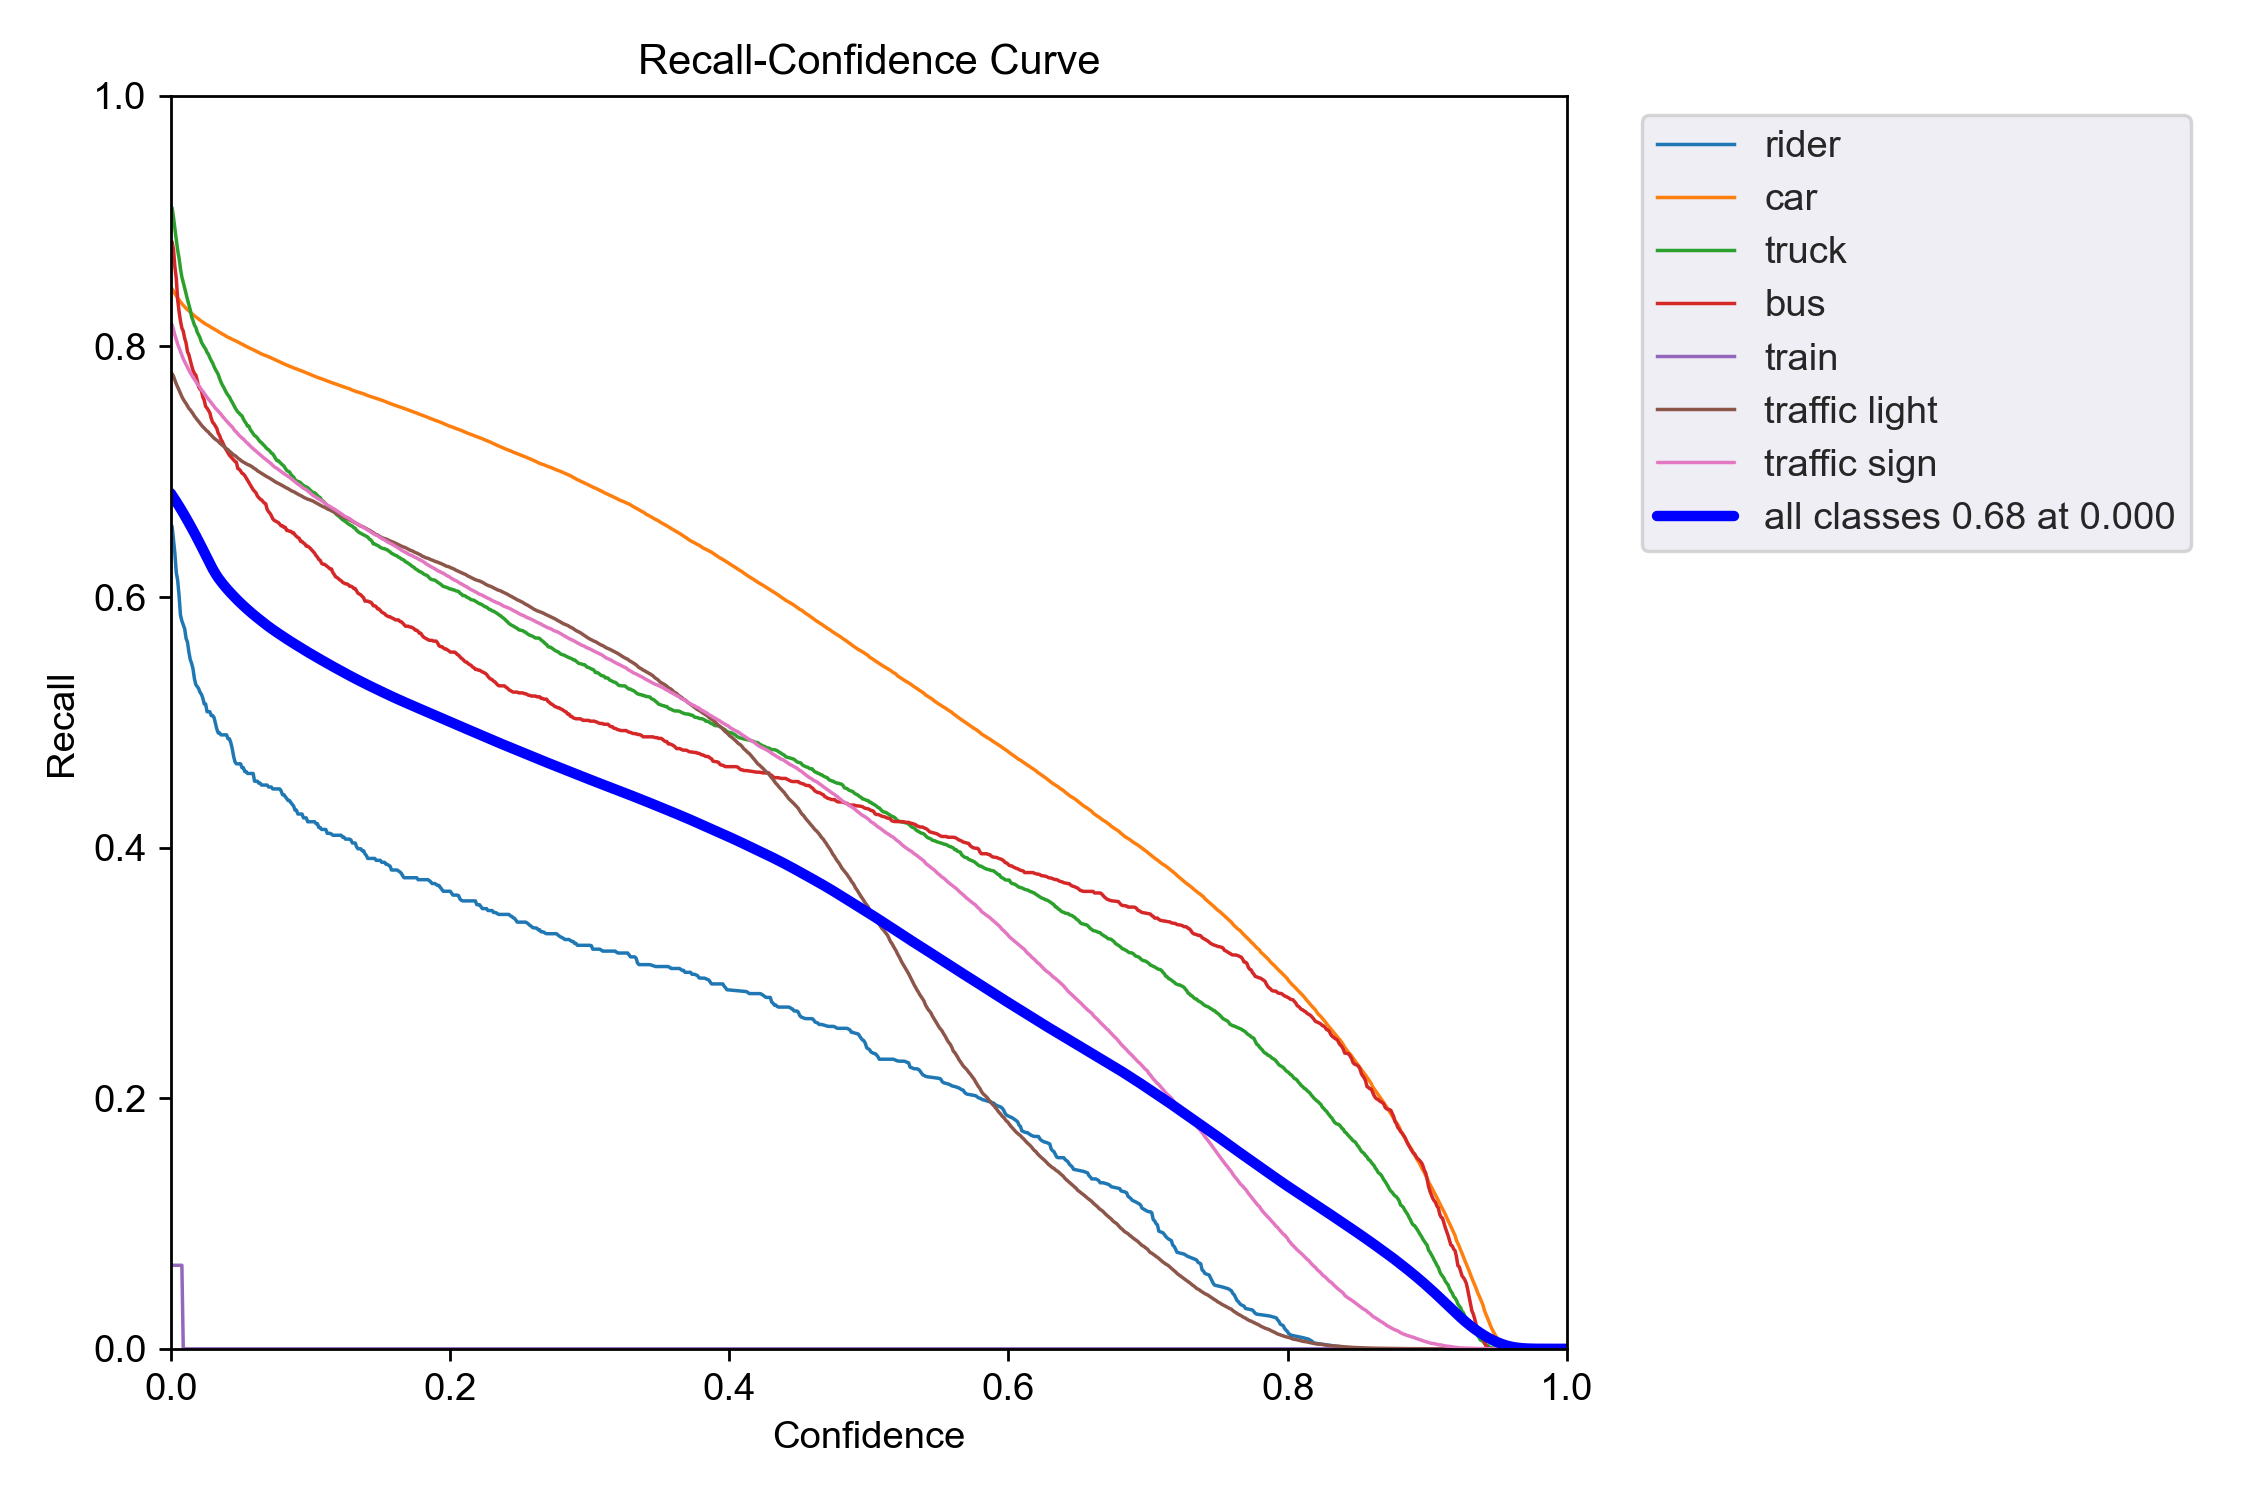 Recall-Confidence Curve
1.0
0.8
0.6
0.4
0.2
0.0
Recall
0.0 0.2 0.4 0.6 0.8 1.0
Confidence
rider
car
truck
bus
train
traffic light
traffic sign
all classes 0.68 at 0.000